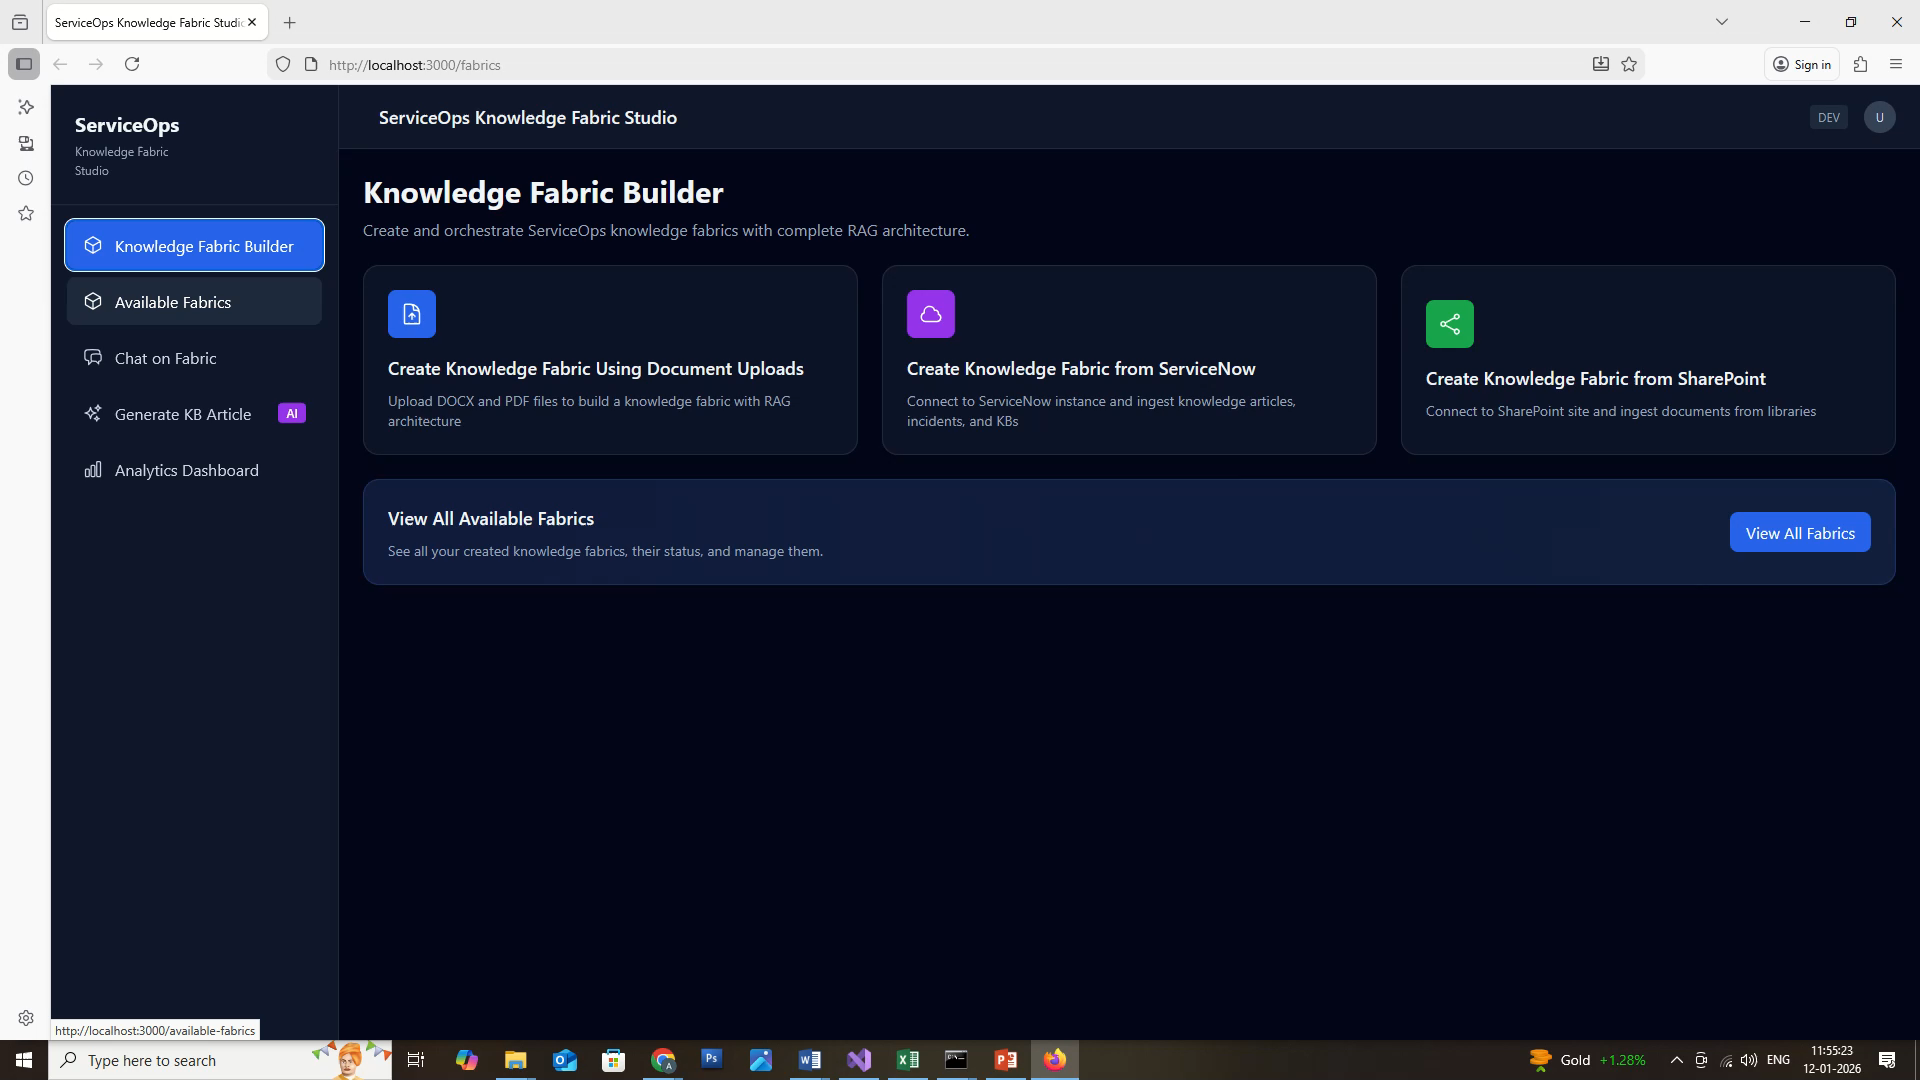 ServiceOps Knowledge Fabric Studio
http://localhost:3000/fabrics
Sign in
ServiceOps
Knowledge Fabric
Studio
ServiceOps Knowledge Fabric Studio
DEV
U
Knowledge Fabric Builder
Available Fabrics
Chat on Fabric
Generate KB Article AI
Analytics Dashboard
Knowledge Fabric Builder
Create and orchestrate ServiceOps knowledge fabrics with complete RAG architecture.
Create Knowledge Fabric Using Document Uploads
Upload DOCX and PDF files to build a knowledge fabric with RAG
architecture
Create Knowledge Fabric from ServiceNow
Connect to ServiceNow instance and ingest knowledge articles,
incidents, and KBs
Create Knowledge Fabric from SharePoint
Connect to SharePoint site and ingest documents from libraries
View All Available Fabrics
See all your created knowledge fabrics, their status, and manage them.
View All Fabrics
http://localhost:3000/available-fabrics
Type here to search
Ps
Gold +1.28%
ENG
11:55:23
12-01-2026